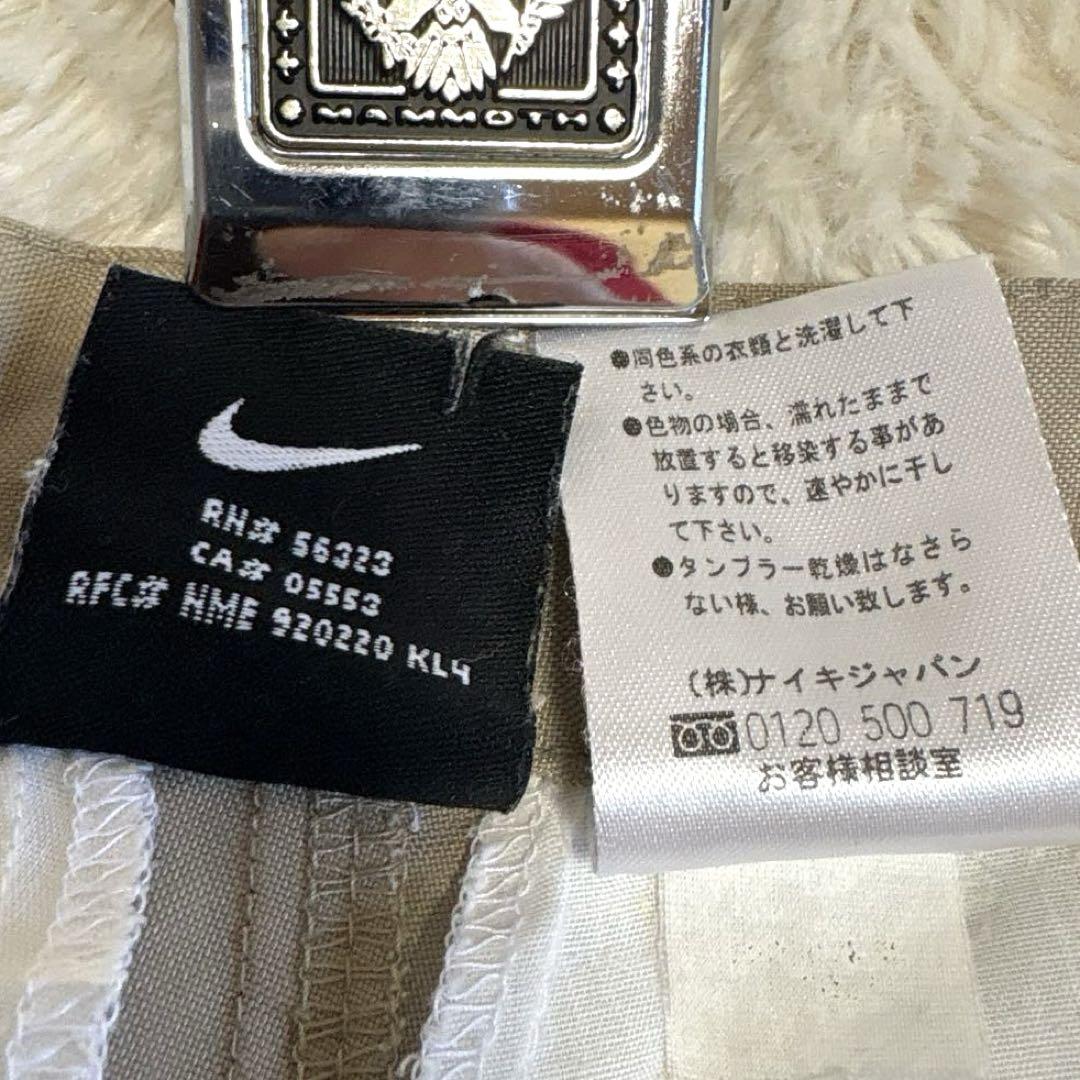 MAMMOTH
RN# 56323
CA# 05553
RFC# NME 920220 KL4
●同色系の衣類と洗濯して下
さい。
●色物の場合、濡れたままで
放置すると移染する事があ
りますので、速やかに干し
て下さい。
●タンブラー乾燥はなさら
ない様、お願い致します。
(株)ナイキジャパン
0120 500 719
お客様相談室